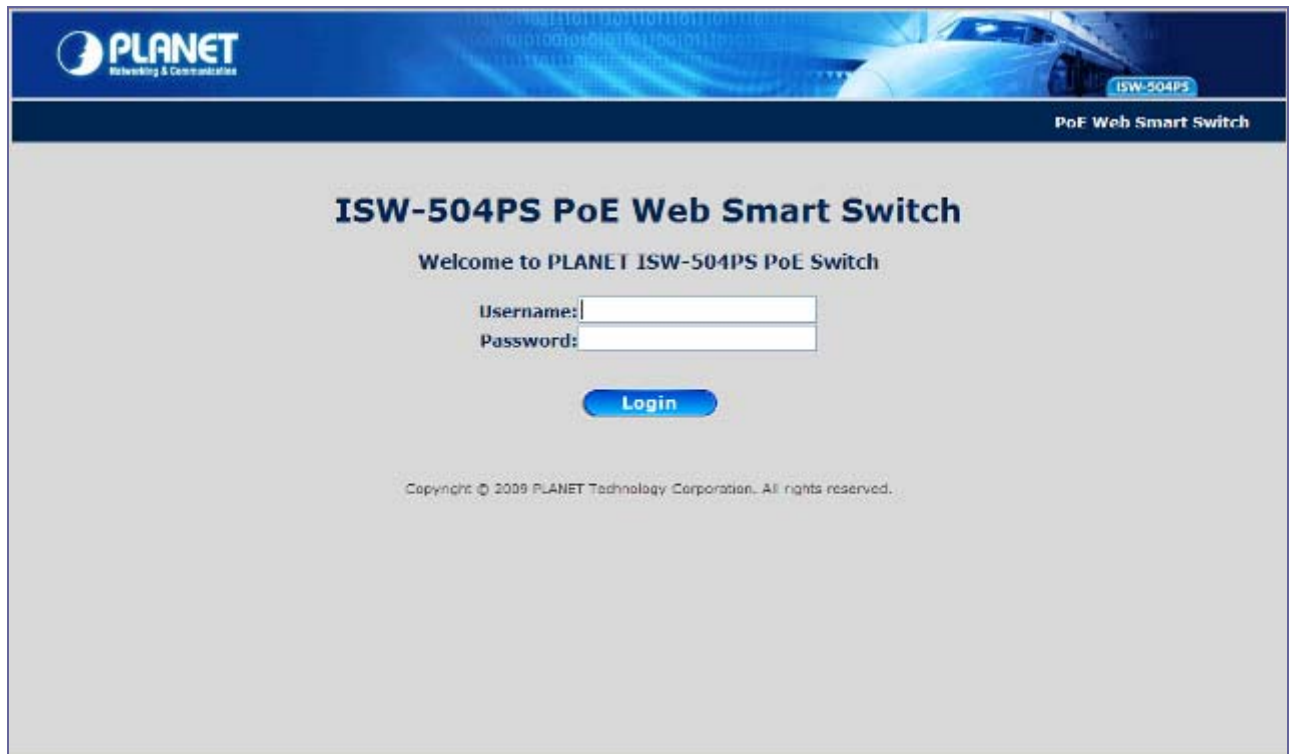 PLANET
Networking & Communication
ISW-504PS
PoE Web Smart Switch
ISW-504PS PoE Web Smart Switch
Welcome to PLANET ISW-504PS PoE Switch
Username:
Password:
Login
Copyright © 2009 PLANET Technology Corporation. All rights reserved.